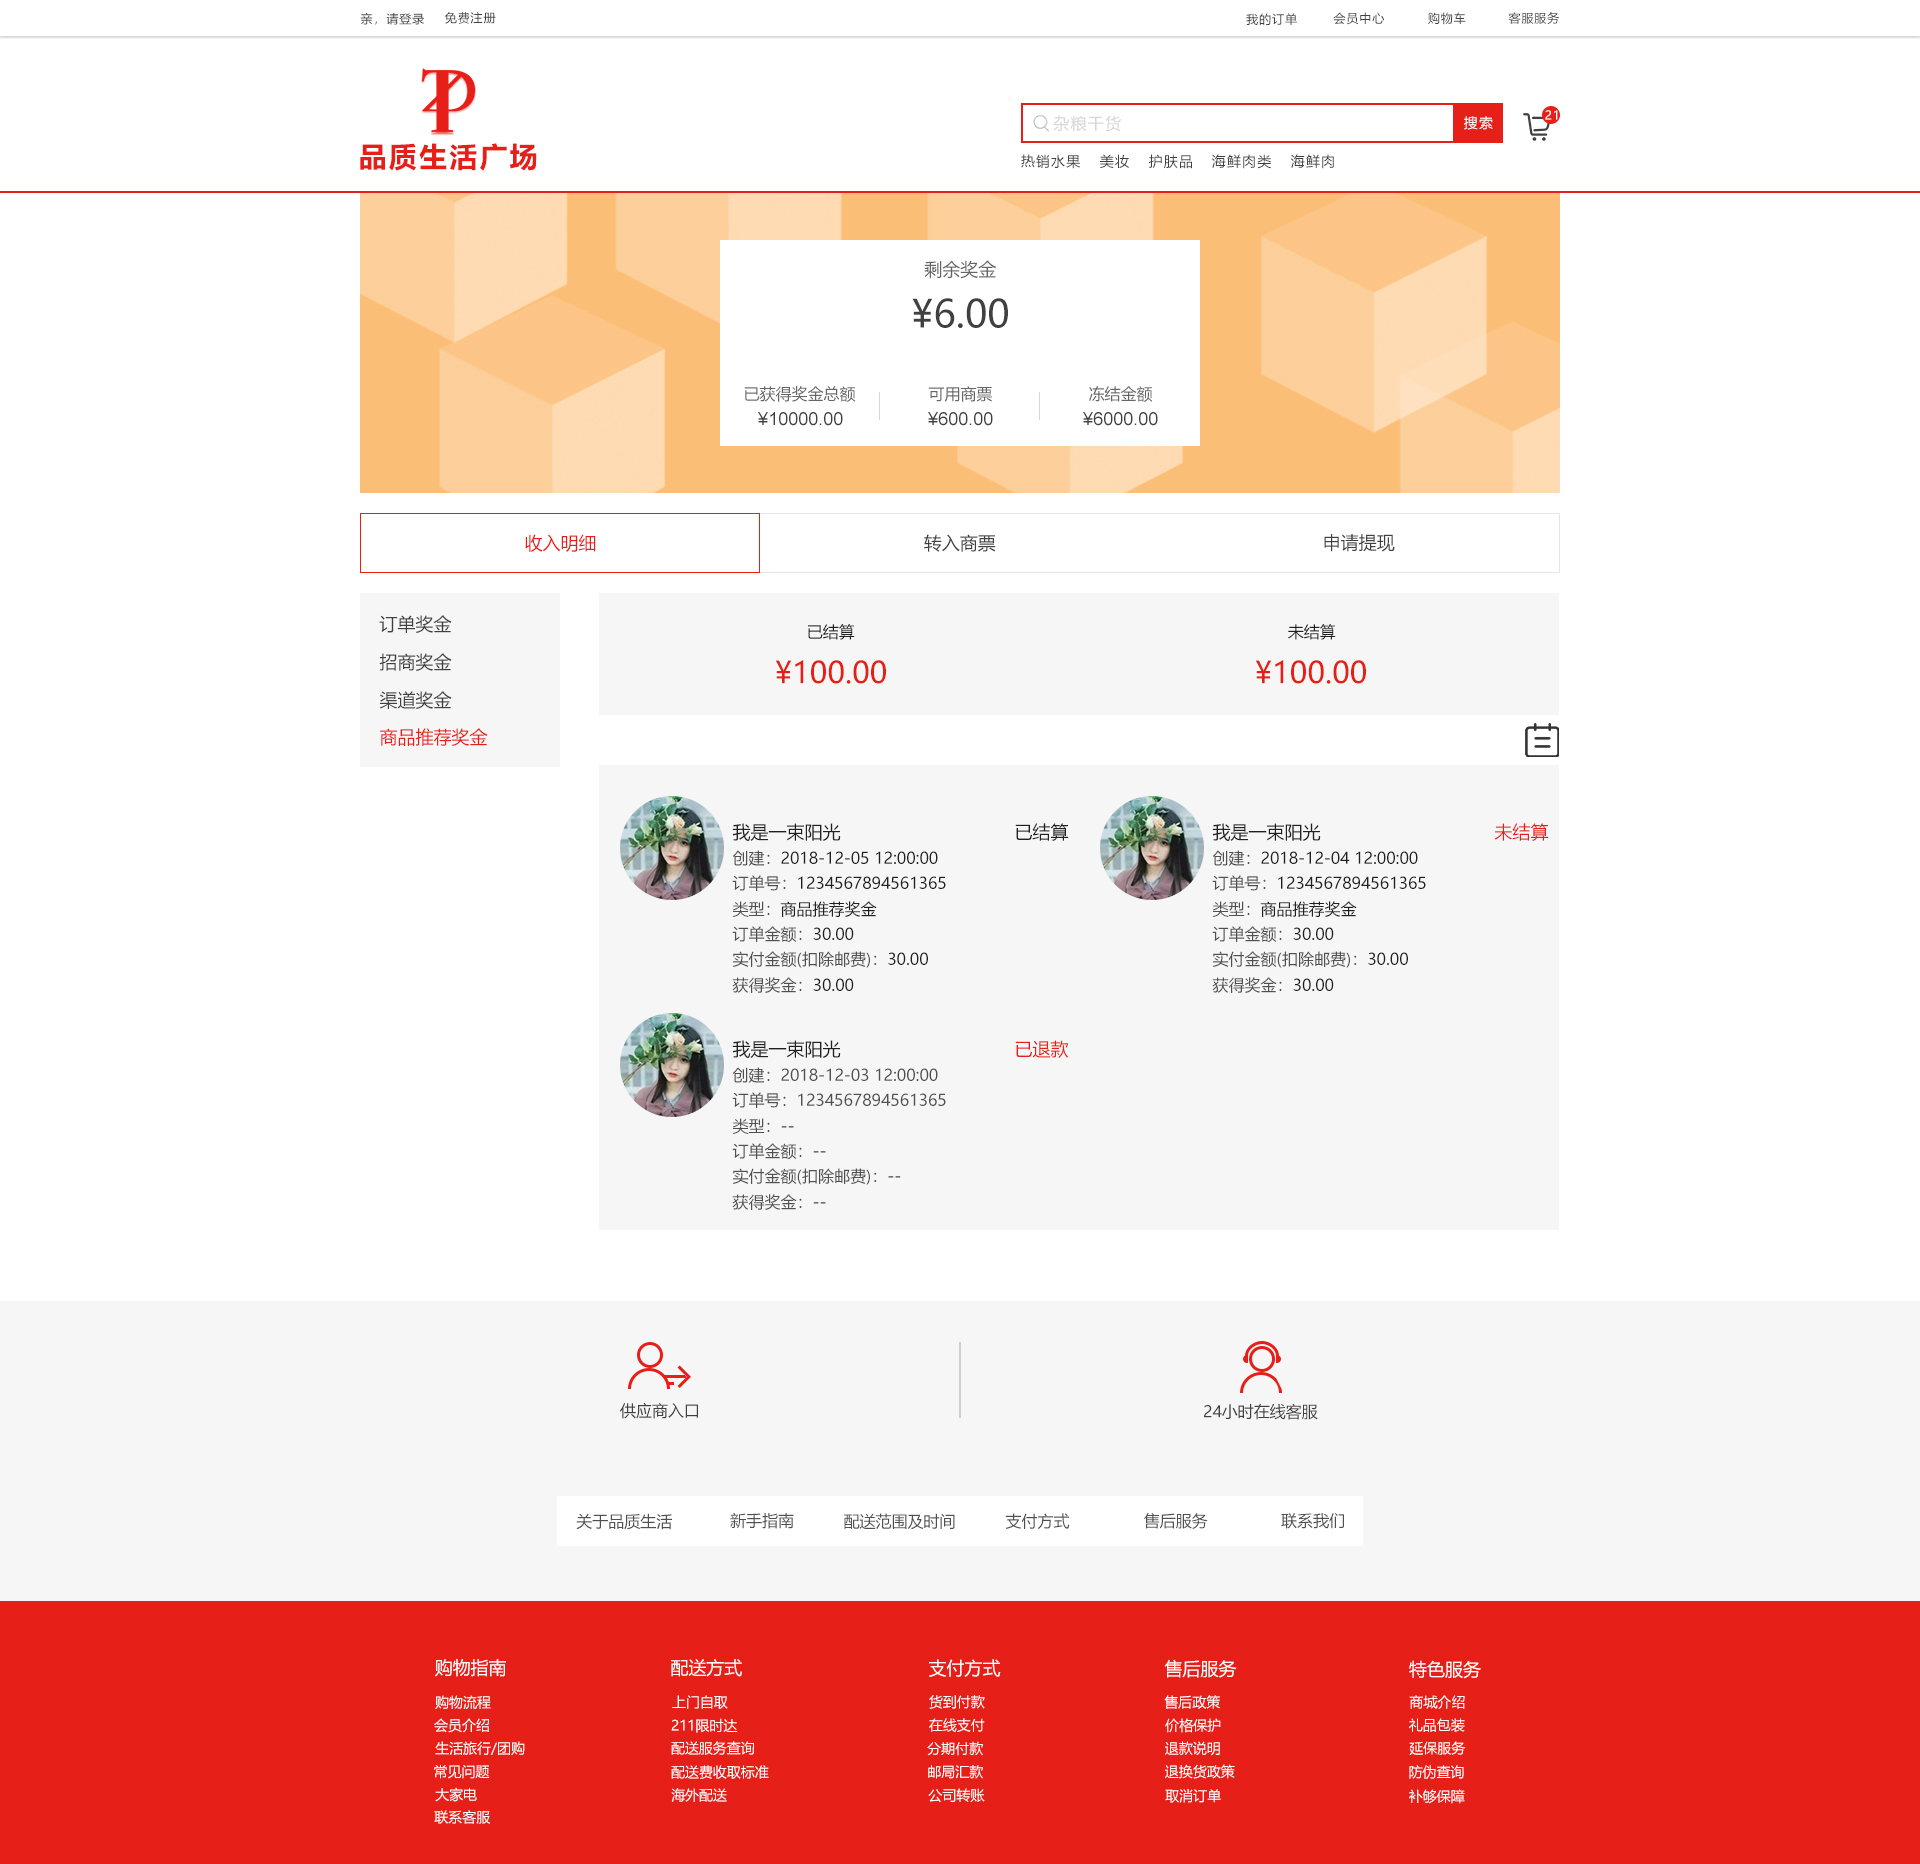 亲，请登录 免费注册 我的订单 会员中心 购物车 客服服务
品质生活广场
杂粮干货 搜索 21
热销水果 美妆 护肤品 海鲜肉类 海鲜肉
剩余奖金
¥6.00
已获得奖金总额 可用商票 冻结金额
¥10000.00 ¥600.00 ¥6000.00
收入明细 转入商票 申请提现
订单奖金
招商奖金
渠道奖金
商品推荐奖金
已结算 未结算
¥100.00 ¥100.00
我是一束阳光 已结算
创建：2018-12-05 12:00:00
订单号：1234567894561365
类型：商品推荐奖金
订单金额：30.00
实付金额(扣除邮费)：30.00
获得奖金：30.00
我是一束阳光 未结算
创建：2018-12-04 12:00:00
订单号：1234567894561365
类型：商品推荐奖金
订单金额：30.00
实付金额(扣除邮费)：30.00
获得奖金：30.00
我是一束阳光 已退款
创建：2018-12-03 12:00:00
订单号：1234567894561365
类型：--
订单金额：--
实付金额(扣除邮费)：--
获得奖金：--
供应商入口 24小时在线客服
关于品质生活 新手指南 配送范围及时间 支付方式 售后服务 联系我们
购物指南
购物流程
会员介绍
生活旅行/团购
常见问题
大家电
联系客服
配送方式
上门自取
211限时达
配送服务查询
配送费收取标准
海外配送
支付方式
货到付款
在线支付
分期付款
邮局汇款
公司转账
售后服务
售后政策
价格保护
退款说明
退换货政策
取消订单
特色服务
商城介绍
礼品包装
延保服务
防伪查询
补够保障